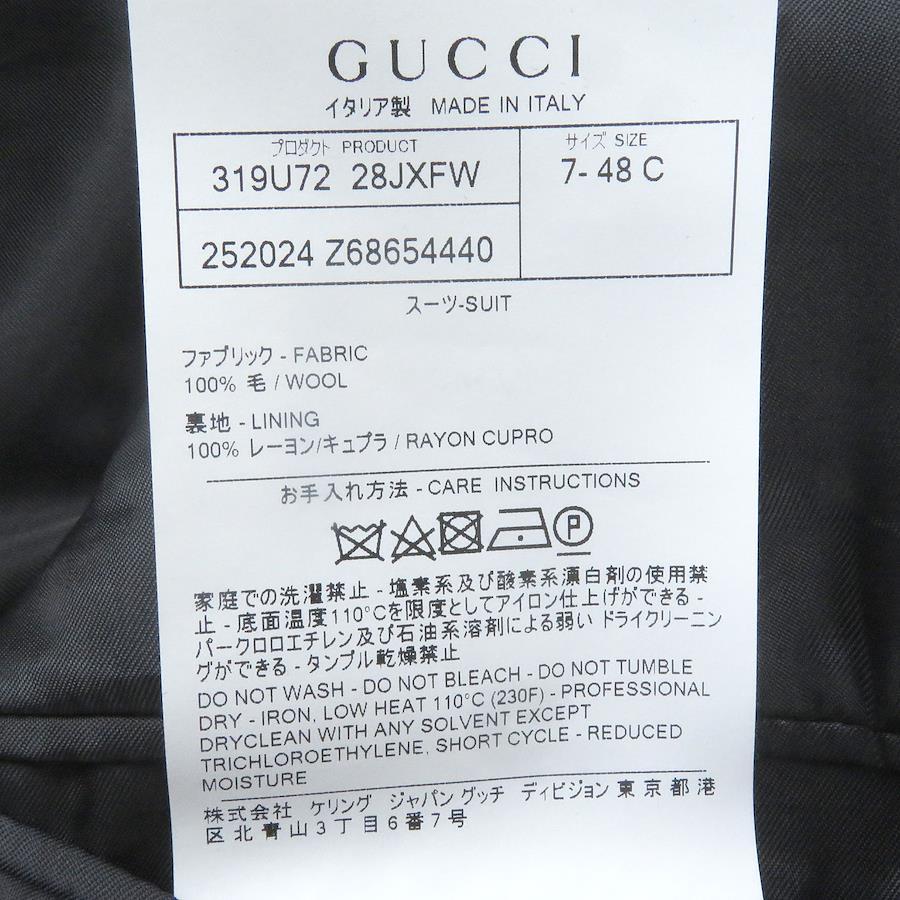 GUCCI
イタリア製 MADE IN ITALY
プロダクト PRODUCT
319U72 28JXFW
サイズ SIZE
7- 48 C
252024 Z68654440
スーツ-SUIT
ファブリック - FABRIC
100% 毛 / WOOL
裏地 - LINING
100% レーヨン/キュプラ / RAYON CUPRO
お手入れ方法 - CARE INSTRUCTIONS
P
家庭での洗濯禁止 - 塩素系及び酸素系漂白剤の使用禁
止 - 底面温度110°Cを限度としてアイロン仕上げができる -
パークロロエチレン及び石油系溶剤による弱い ドライクリーニン
グができる - タンブル乾燥禁止
DO NOT WASH - DO NOT BLEACH - DO NOT TUMBLE
DRY - IRON, LOW HEAT 110°C (230F) - PROFESSIONAL
DRYCLEAN WITH ANY SOLVENT EXCEPT
TRICHLOROETHYLENE, SHORT CYCLE - REDUCED
MOISTURE
株式会社 ケリング ジャパン グッチ ディビジョン 東京都港
区北青山3丁目6番7号